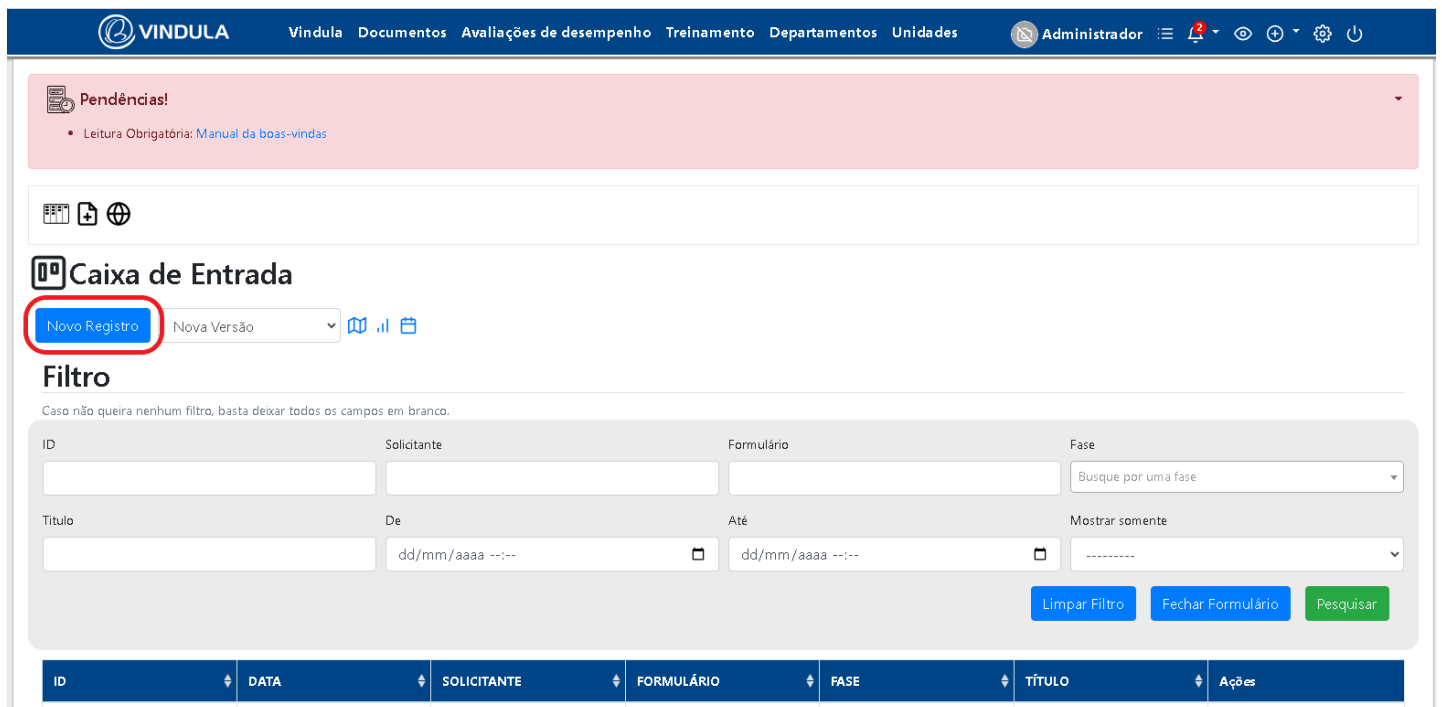 VINDULA Vindula Documentos Avaliações de desempenho Treinamento Departamentos Unidades Administrador 2
Pendências!
• Leitura Obrigatória: Manual da boas-vindas
Caixa de Entrada
Novo Registro Nova Versão
Filtro
Caso não queira nenhum filtro, basta deixar todos os campos em branco.
ID Solicitante Formulário Fase
Busque por uma fase
Titulo De Até Mostrar somente
dd/mm/aaaa --:-- dd/mm/aaaa --:-- ---------
Limpar Filtro Fechar Formulário Pesquisar
ID DATA SOLICITANTE FORMULÁRIO FASE TÍTULO Ações